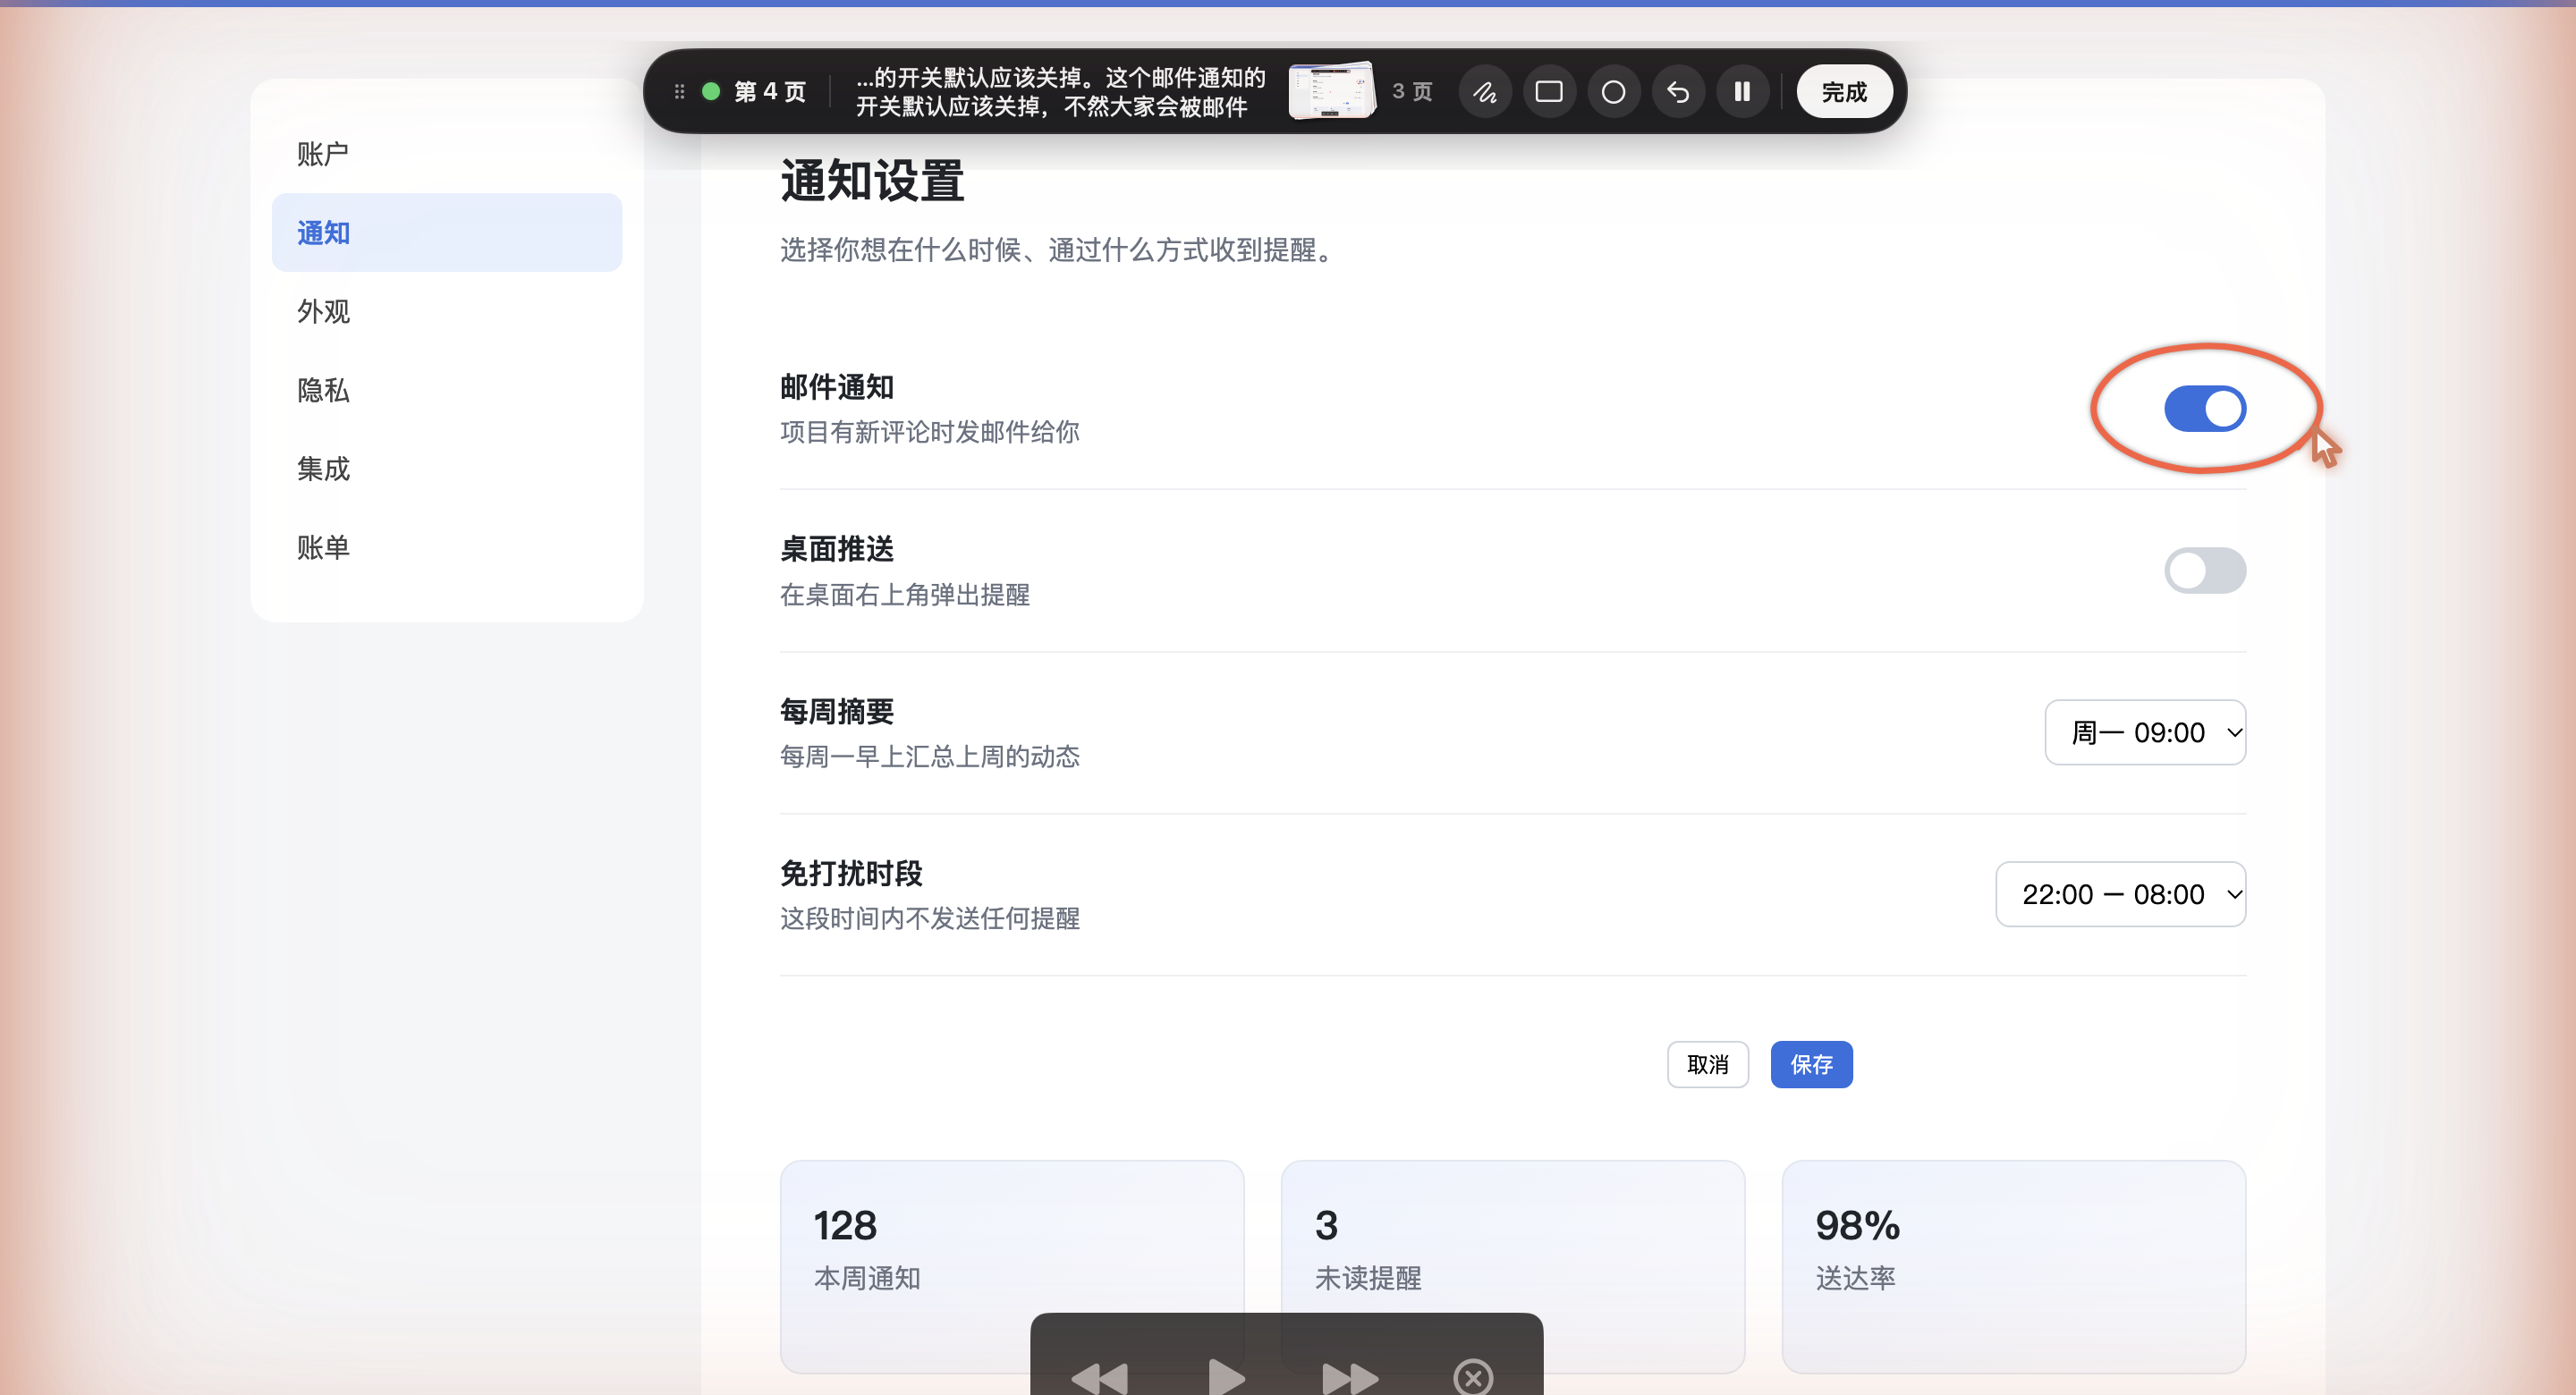 第 4 页
...的开关默认应该关掉。这个邮件通知的
开关默认应该关掉，不然大家会被邮件
3 页
完成
账户
通知
外观
隐私
集成
账单
通知设置
选择你想在什么时候、通过什么方式收到提醒。
邮件通知
项目有新评论时发邮件给你
桌面推送
在桌面右上角弹出提醒
每周摘要
每周一早上汇总上周的动态
周一 09:00
免打扰时段
这段时间内不发送任何提醒
22:00 — 08:00
取消
保存
128
本周通知
3
未读提醒
98%
送达率